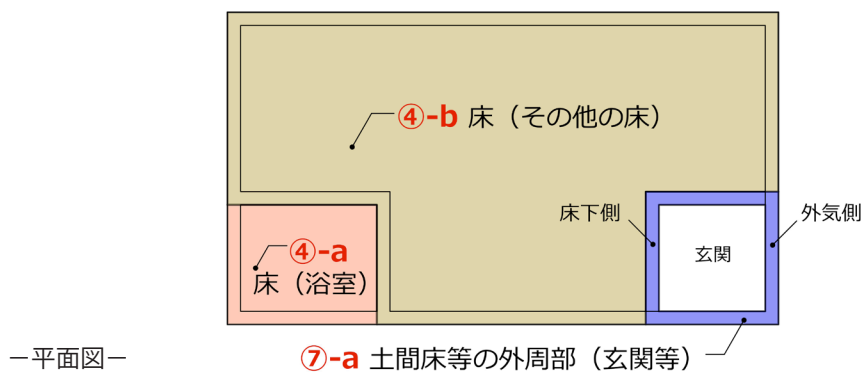 ④-b 床（その他の床）
床下側
外気側
玄関
④-a
床（浴室）
⑦-a 土間床等の外周部（玄関等）
－平面図－